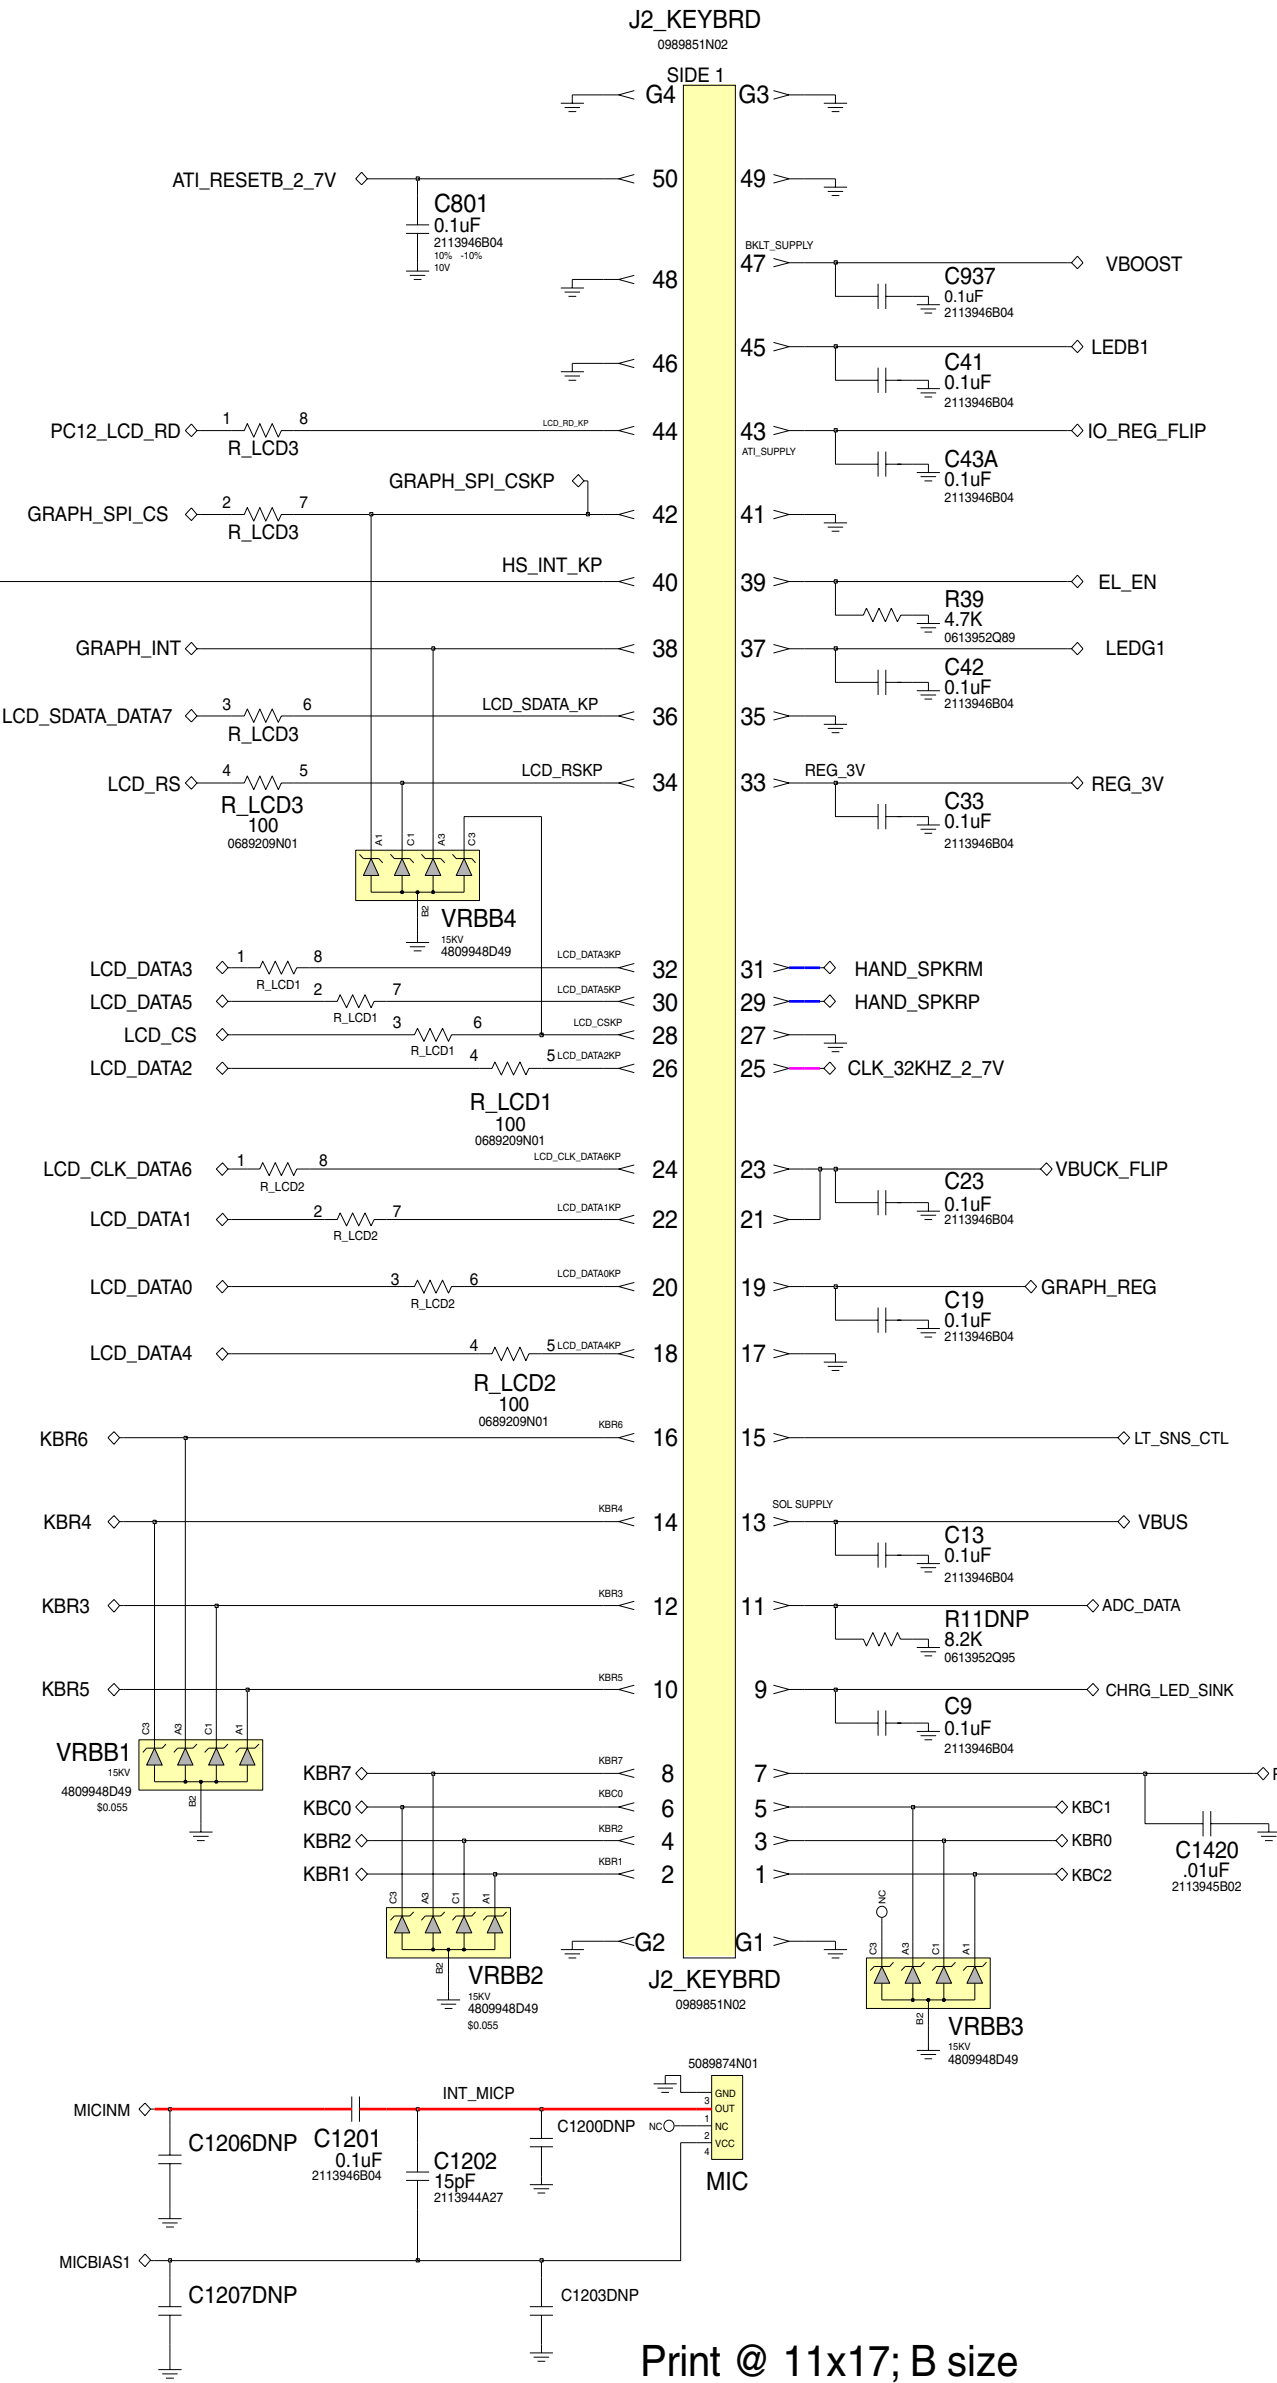 J2_KEYBRD
0989851N02
SIDE 1
G4 G3
ATI_RESETB_2_7V 50 49
C801
0.1uF
2113946B04
10% -10%
10V
BKLT_SUPPLY
48 47 VBOOST
C937
0.1uF
2113946B04
46 45 LEDB1
C41
0.1uF
2113946B04
PC12_LCD_RD 1 8 LCD_RD_KP 44 43 IO_REG_FLIP
R_LCD3
ATI_SUPPLY
C43A
0.1uF
2113946B04
GRAPH_SPI_CSKP
GRAPH_SPI_CS 2 7 42 41
R_LCD3
HS_INT_KP 40 39 EL_EN
R39
4.7K
0613952Q89
GRAPH_INT 38 37 LEDG1
C42
0.1uF
2113946B04
LCD_SDATA_DATA7 3 6 LCD_SDATA_KP 36 35
R_LCD3
LCD_RS 4 5 LCD_RSKP 34 33 REG_3V REG_3V
R_LCD3
100
0689209N01
C33
0.1uF
2113946B04
A1 C1 A3 C3
B2
VRBB4
15KV
4809948D49
LCD_DATA3 1 8 LCD_DATA3KP 32 31 HAND_SPKRM
R_LCD1
LCD_DATA5 2 7 LCD_DATA5KP 30 29 HAND_SPKRP
R_LCD1
LCD_CS 3 6 LCD_CSKP 28 27
R_LCD1
LCD_DATA2 4 5 LCD_DATA2KP 26 25 CLK_32KHZ_2_7V
R_LCD1
100
0689209N01
LCD_CLK_DATA6 1 8 LCD_CLK_DATA6KP 24 23 VBUCK_FLIP
R_LCD2
C23
0.1uF
2113946B04
LCD_DATA1 2 7 LCD_DATA1KP 22 21
R_LCD2
LCD_DATA0 3 6 LCD_DATA0KP 20 19 GRAPH_REG
R_LCD2
C19
0.1uF
2113946B04
LCD_DATA4 4 5 LCD_DATA4KP 18 17
R_LCD2
100
0689209N01
KBR6 KBR6 16 15 LT_SNS_CTL
SOL SUPPLY
KBR4 KBR4 14 13 VBUS
C13
0.1uF
2113946B04
KBR3 KBR3 12 11 ADC_DATA
R11DNP
8.2K
0613952Q95
KBR5 KBR5 10 9 CHRG_LED_SINK
C9
0.1uF
2113946B04
C3 A3 C1 A1
B2
VRBB1
15KV
4809948D49
$0.055
KBR7 KBR7 8 7
KBC0 KBC0 6 5 KBC1
KBR2 KBR2 4 3 KBR0
KBR1 KBR1 2 1 KBC2
C1420
.01uF
2113945B02
C3 A3 C1 A1
B2
VRBB2
15KV
4809948D49
$0.055
G2 G1
J2_KEYBRD
0989851N02
NC
C3 A3 C1 A1
B2
VRBB3
15KV
4809948D49
5089874N01
MICINM INT_MICP
GND
3
OUT
1
NC NC
2
VCC
4
MIC
C1206DNP
C1201
0.1uF
2113946B04
C1202
15pF
2113944A27
C1200DNP
MICBIAS1
C1207DNP
C1203DNP
Print @ 11x17; B size